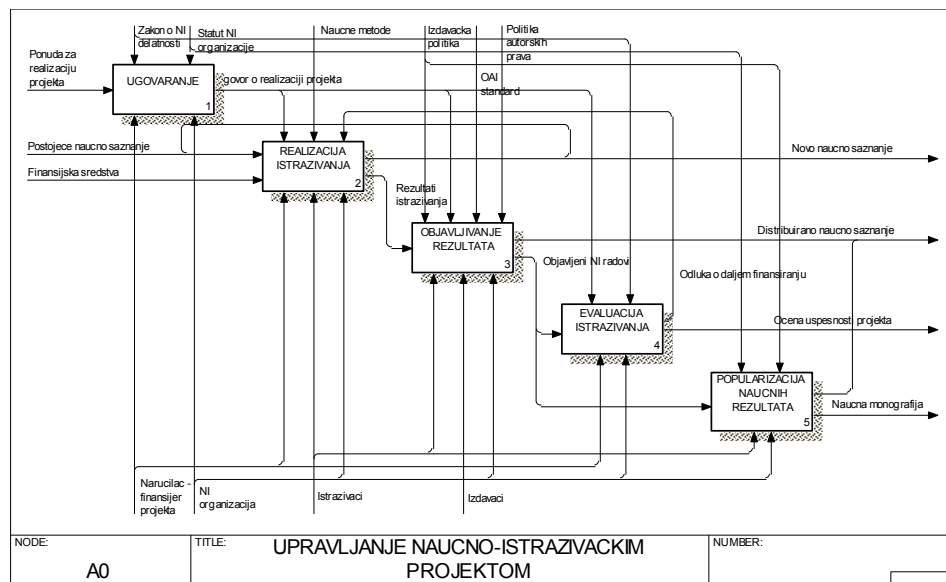 Zakon o NI
delatnosti
Statut NI
organizacije
Naucne metode
Izdavacka
politika
Politika
autorskih
prava
Ponuda za
realizaciju
projekta
UGOVARANJE
1
govor o realizaciji projekta
OAI
standard
Postojece naucno saznanje
REALIZACIJA
ISTRAZIVANJA
2
Novo naucno saznanje
Finansijska sredstva
Rezultati
istrazivanja
OBJAVLJIVANJE
REZULTATA
3
Distribuirano naucno saznanje
Objavljeni NI radovi
Odluka o daljem finansiranju
EVALUACIJA
ISTRAZIVANJA
4
Ocena uspesnosti projekta
POPULARIZACIJA
NAUCNIH
REZULTATA
5
Naucna monografija
Narucilac -
finansijer
projekta
NI
organizacija
Istrazivaci
Izdavaci
NODE:
A0
TITLE:
UPRAVLJANJE NAUCNO-ISTRAZIVACKIM
PROJEKTOM
NUMBER: